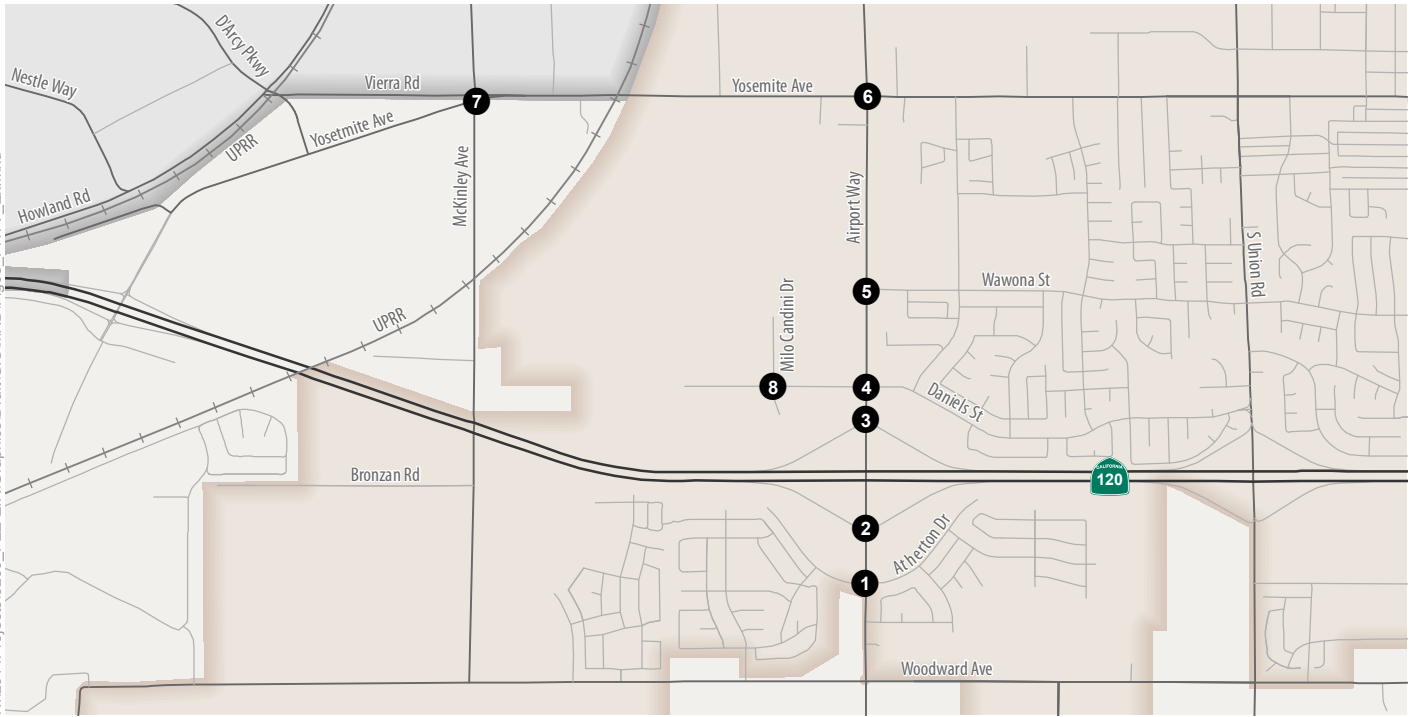 D'Arcy Pkwy
Nestle Way
Vierra Rd
Yosemite Ave
6
7
Yosetmite Ave
UPRR
McKinley Ave
Howland Rd
Airport Way
S Union Rd
Wawona St
5
Milo Candini Dr
UPRR
8
4
Daniels St
3
Bronzan Rd
CALIFORNIA
120
2
Atherton Dr
1
Woodward Ave